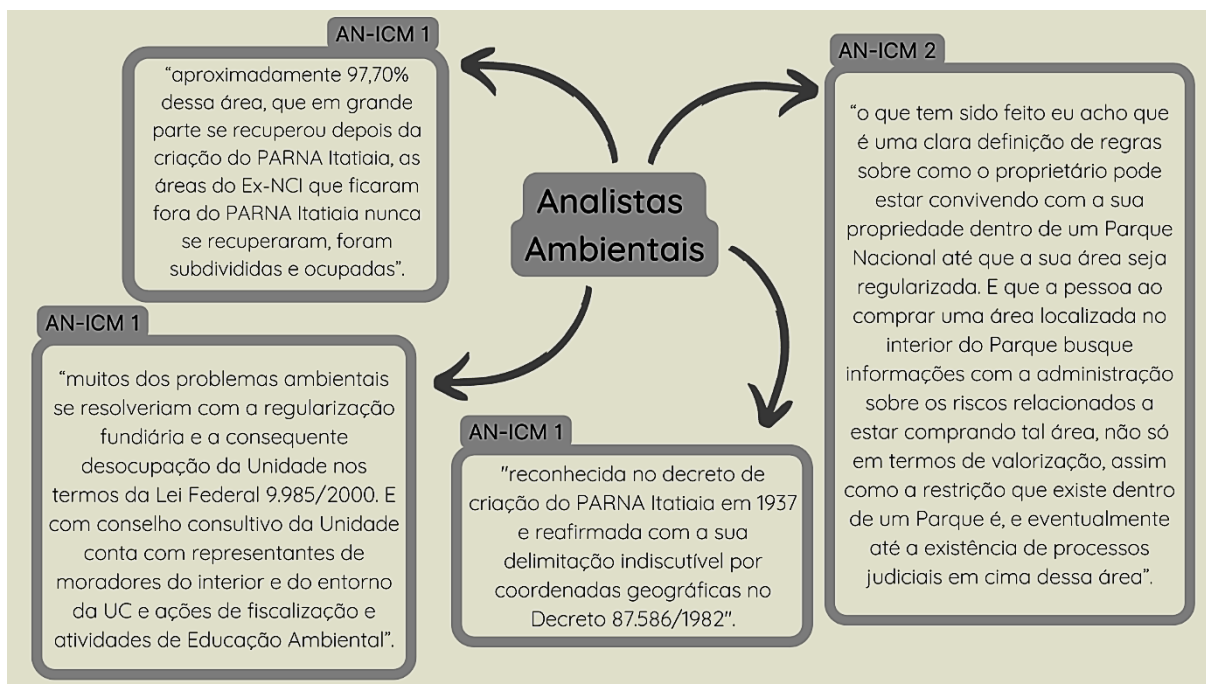 AN-ICM 1
“aproximadamente 97,70%
dessa área, que em grande
parte se recuperou depois da
criação do PARNA Itatiaia, as
áreas do Ex-NCI que ficaram
fora do PARNA Itatiaia nunca
se recuperaram, foram
subdivididas e ocupadas”.
AN-ICM 2
“o que tem sido feito eu acho que
é uma clara definição de regras
sobre como o proprietário pode
estar convivendo com a sua
propriedade dentro de um Parque
Nacional até que a sua área seja
regularizada. E que a pessoa ao
comprar uma área localizada no
interior do Parque busque
informações com a administração
sobre os riscos relacionados a
estar comprando tal área, não só
em termos de valorização, assim
como a restrição que existe dentro
de um Parque é, e eventualmente
até a existência de processos
judiciais em cima dessa área”.
Analistas
Ambientais
AN-ICM 1
“muitos dos problemas ambientais
se resolveriam com a regularização
fundiária e a consequente
desocupação da Unidade nos
termos da Lei Federal 9.985/2000. E
com conselho consultivo da Unidade
conta com representantes de
moradores do interior e do entorno
da UC e ações de fiscalização e
atividades de Educação Ambiental”.
AN-ICM 1
"reconhecida no decreto de
criação do PARNA Itatiaia em 1937
e reafirmada com a sua
delimitação indiscutível por
coordenadas geográficas no
Decreto 87.586/1982".